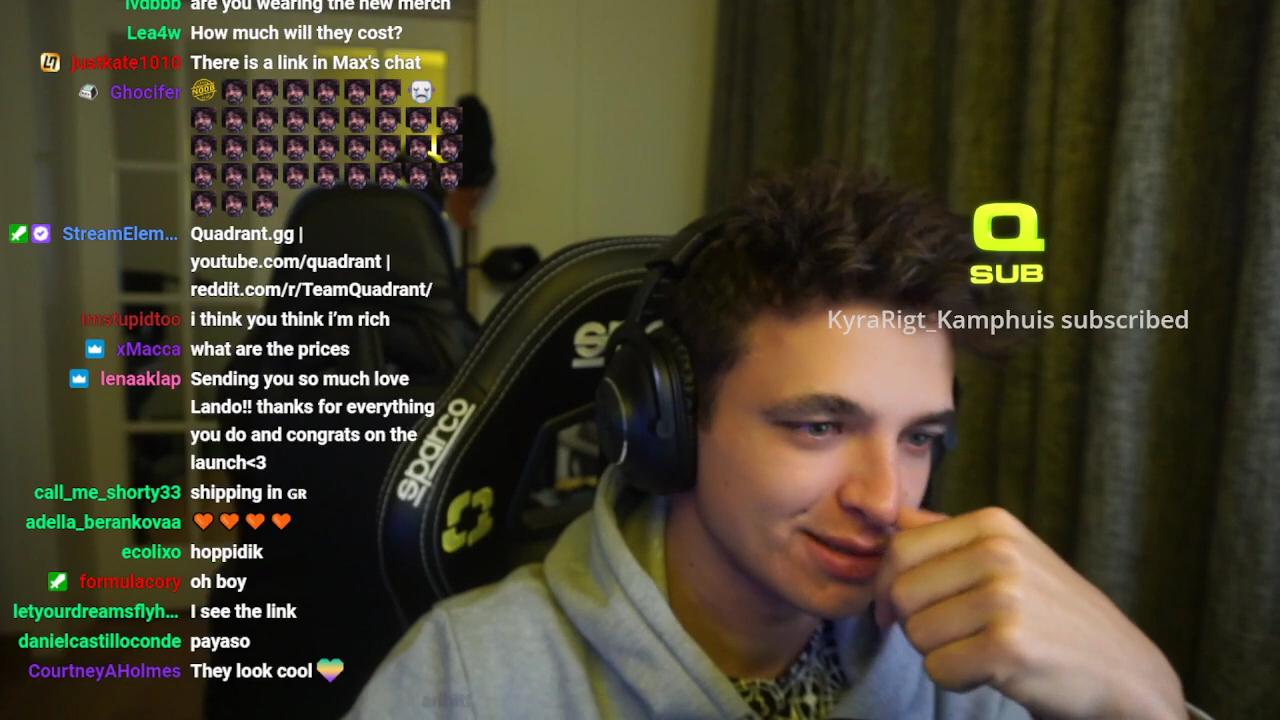 lvdbbb are you wearing the new merch
Lea4w How much will they cost?
justkate1010 There is a link in Max's chat
Ghocifer
StreamElem... Quadrant.gg |
youtube.com/quadrant |
reddit.com/r/TeamQuadrant/
imstupidtoo i think you think i'm rich
xMacca what are the prices
lenaaklap Sending you so much love
Lando!! thanks for everything
you do and congrats on the
launch<3
call_me_shorty33 shipping in GR
adella_berankovaa
ecolixo hoppidik
formulacory oh boy
letyourdreamsflyh... I see the link
danielcastilloconde payaso
CourtneyAHolmes They look cool
Q
SUB
KyraRigt_Kamphuis subscribed
sparco